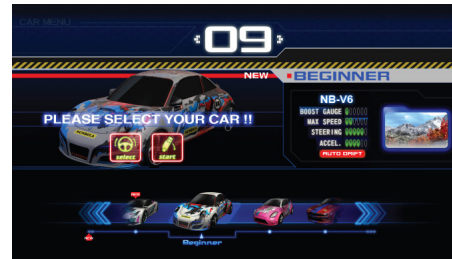 CAR MENU
09
NEW
BEGINNER
NB-V6
BOOST GAUGE
MAX SPEED
STEERING
ACCEL.
AUTO DRIFT
PLEASE SELECT YOUR CAR !!
select
start
NEW
Beginner